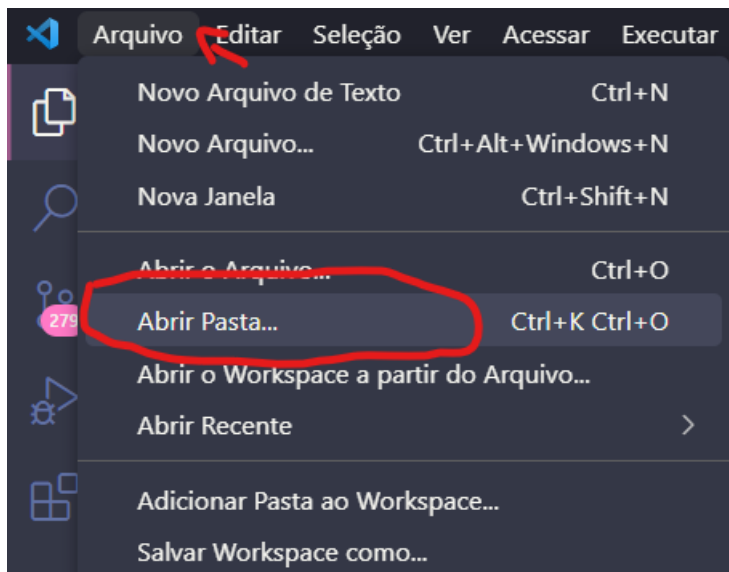 Arquivo Editar Seleção Ver Acessar Executar
Novo Arquivo de Texto Ctrl+N
Novo Arquivo... Ctrl+Alt+Windows+N
Nova Janela Ctrl+Shift+N
Abrir o Arquivo... Ctrl+O
Abrir Pasta... Ctrl+K Ctrl+O
279
Abrir o Workspace a partir do Arquivo...
Abrir Recente
Adicionar Pasta ao Workspace...
Salvar Workspace como...